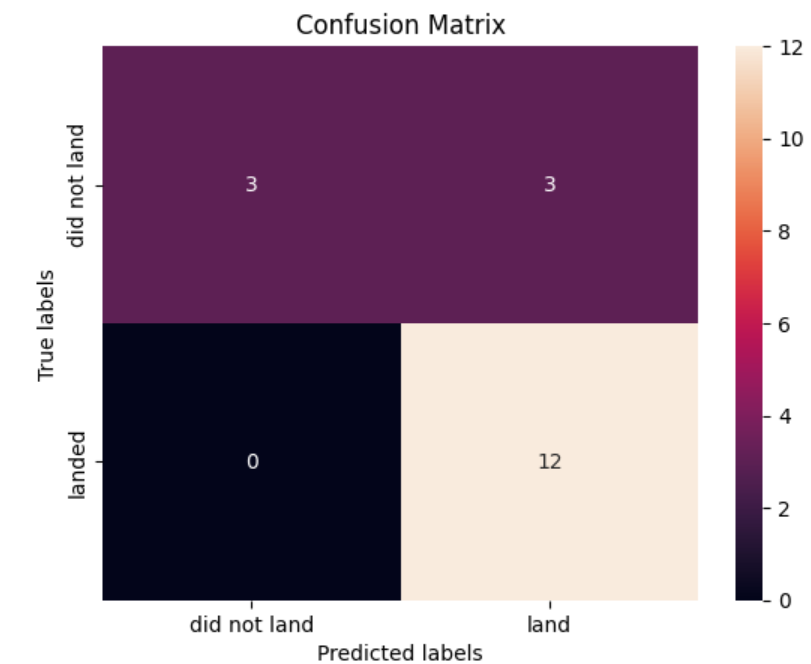 Confusion Matrix
did not land
landed
True labels
3
3
0
12
did not land
land
Predicted labels
12
10
8
6
4
2
0